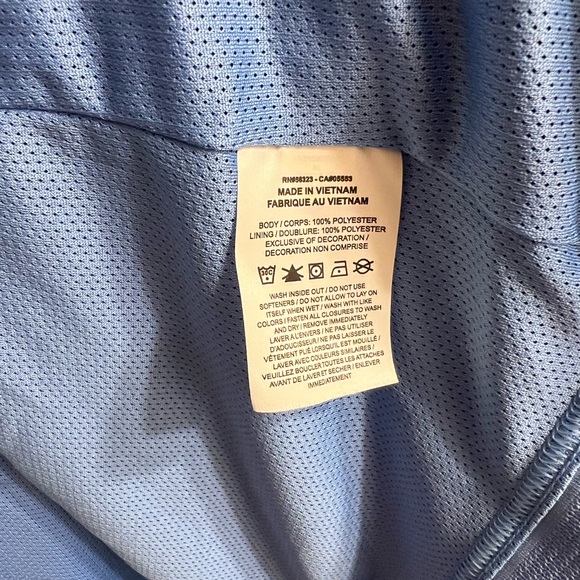 RN#56323 - CA#05553
MADE IN VIETNAM
FABRIQUE AU VIETNAM
BODY / CORPS: 100% POLYESTER
LINING / DOUBLURE: 100% POLYESTER
EXCLUSIVE OF DECORATION /
DECORATION NON COMPRISE
30C
WASH INSIDE OUT / DO NOT USE
SOFTENERS / DO NOT ALLOW TO LAY ON
ITSELF WHEN WET / WASH WITH LIKE
COLORS / FASTEN ALL CLOSURES TO WASH
AND DRY / REMOVE IMMEDIATELY
LAVER À L'ENVERS / NE PAS UTILISER
D'ADOUCISSEUR / NE PAS LAISSER LE
VÊTEMENT PLIÉ LORSQU'IL EST MOUILLÉ /
LAVER AVEC COULEURS SIMILAIRES /
VEUILLEZ BOUCLER TOUTES LES ATTACHES
AVANT DE LAVER ET SECHER / ENLEVER
IMMÉDIATEMENT